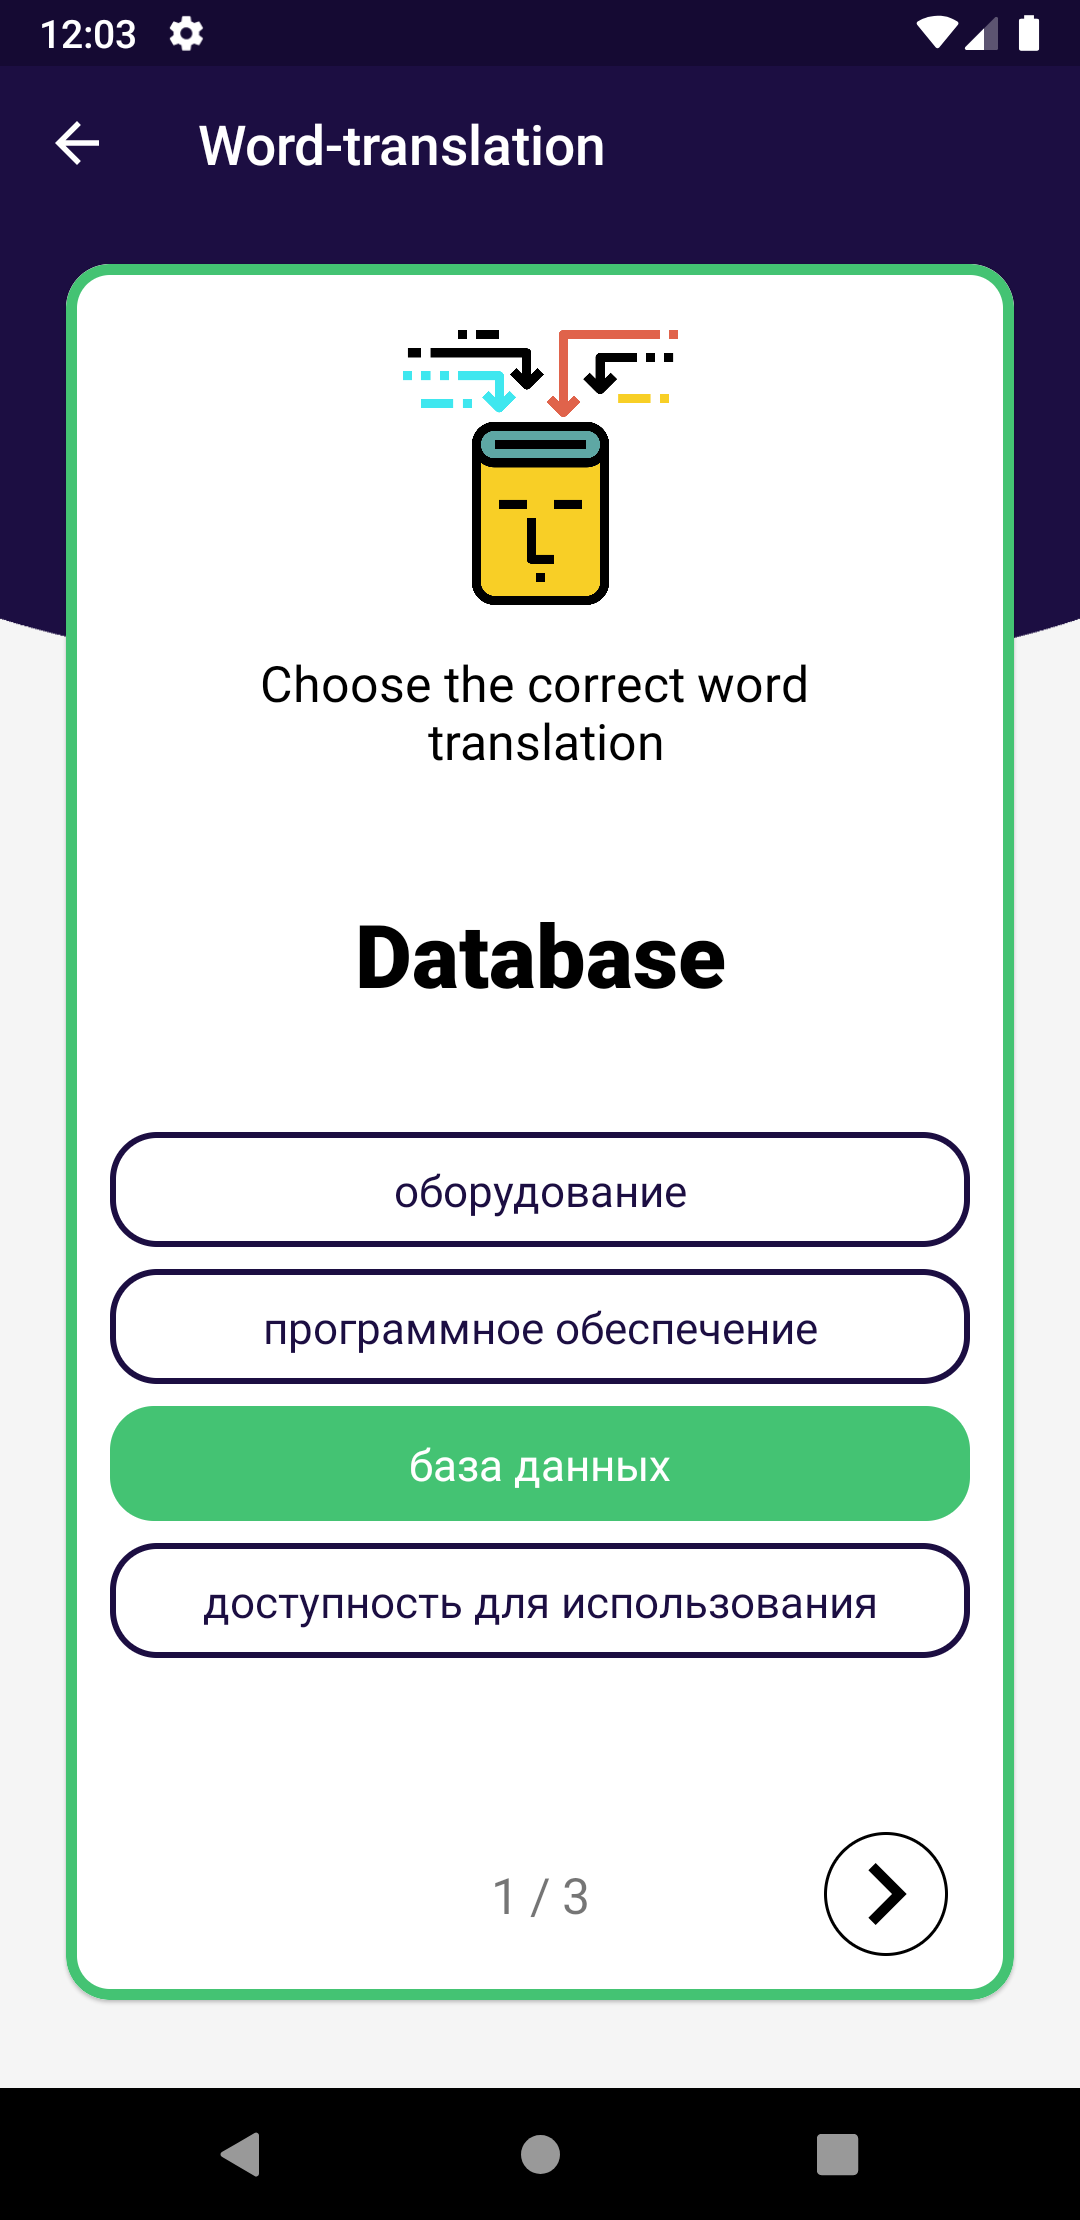 12:03
Word-translation
Choose the correct word
translation
Database
оборудование
программное обеспечение
база данных
доступность для использования
1 / 3